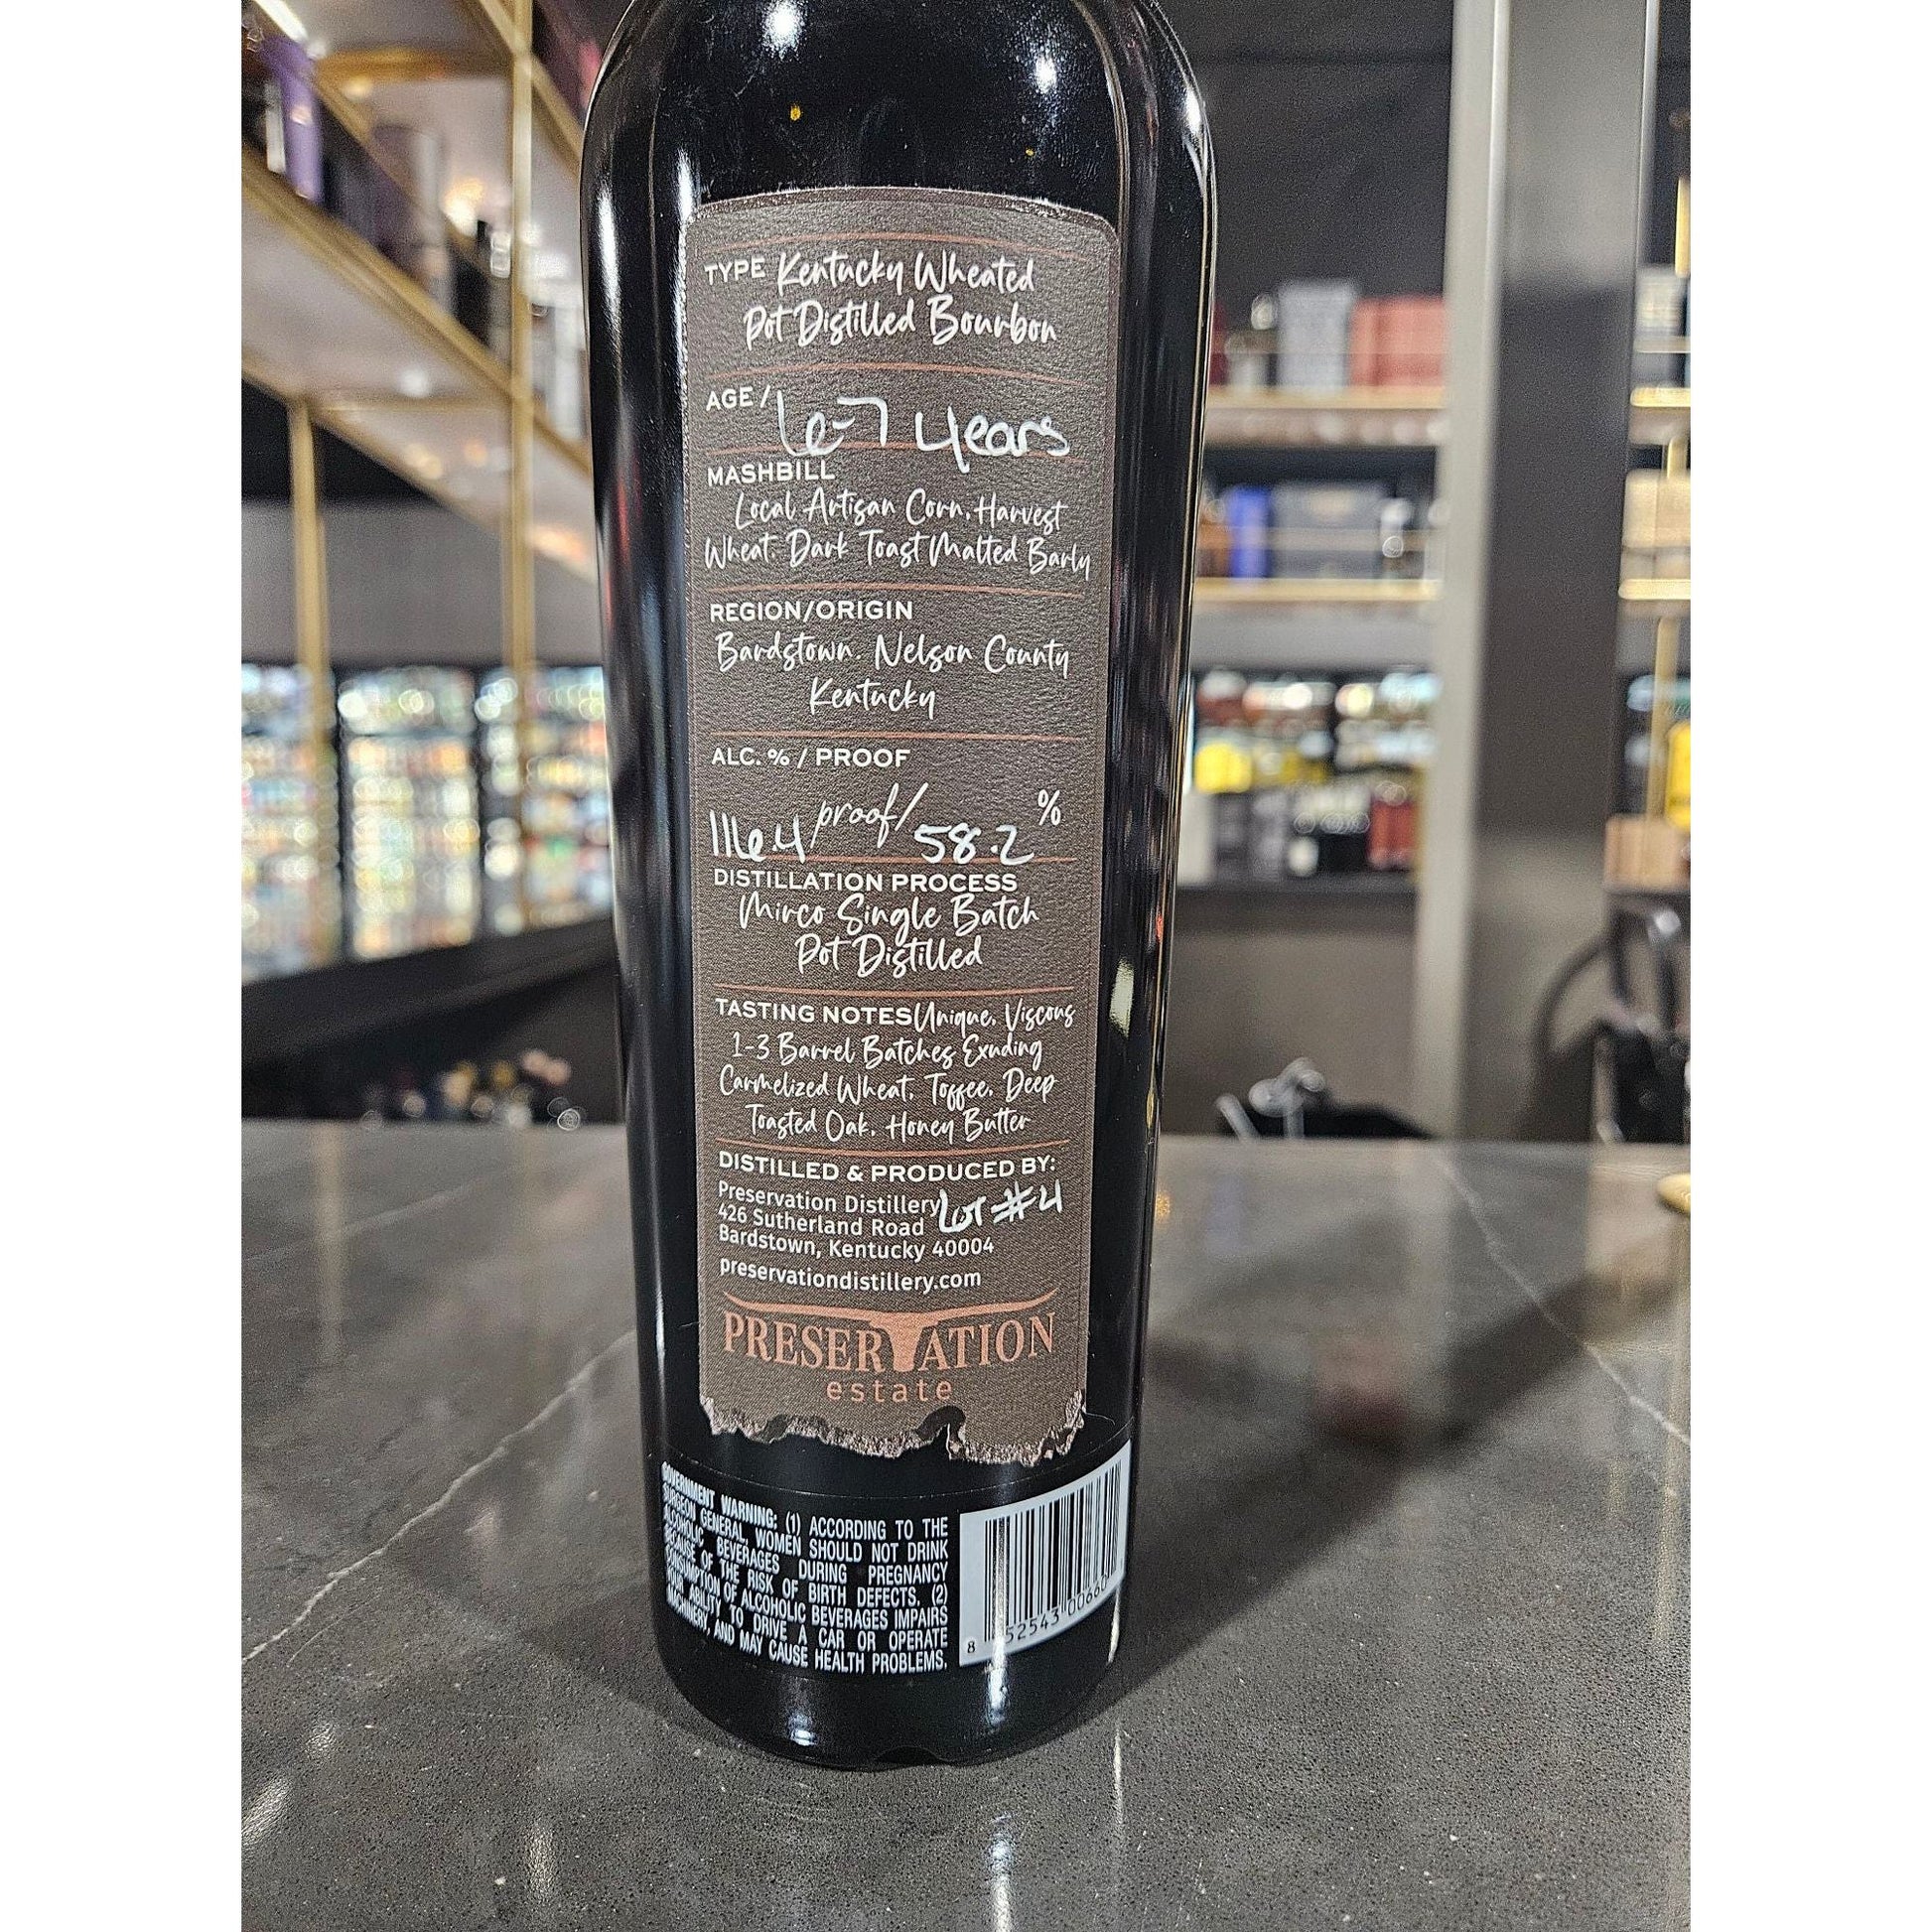 TYPE Kentucky Wheated
Pot Distilled Bourbon
AGE / 6-7 years
MASHBILL
Local Artisan Corn, Harvest
Wheat, Dark Toast Malted Barly
REGION/ORIGIN
Bardstown, Nelson County
Kentucky
ALC. % / PROOF
116.4 proof/ 58.2 %
DISTILLATION PROCESS
Mirco Single Batch
Pot Distilled
TASTING NOTES Unique, Viscous
1-3 Barrel Batches Exuding
Carmelized Wheat, Toffee, Deep
Toasted Oak, Honey Butter
DISTILLED & PRODUCED BY:
Preservation Distillery Lot #4
426 Sutherland Road
Bardstown, Kentucky 40004
preservationdistillery.com
PRESERVATION
estate
GOVERNMENT WARNING: (1) ACCORDING TO THE
SURGEON GENERAL, WOMEN SHOULD NOT DRINK
ALCOHOLIC BEVERAGES DURING PREGNANCY
BECAUSE OF THE RISK OF BIRTH DEFECTS. (2)
CONSUMPTION OF ALCOHOLIC BEVERAGES IMPAIRS
YOUR ABILITY TO DRIVE A CAR OR OPERATE
MACHINERY, AND MAY CAUSE HEALTH PROBLEMS.
8 52543 00660